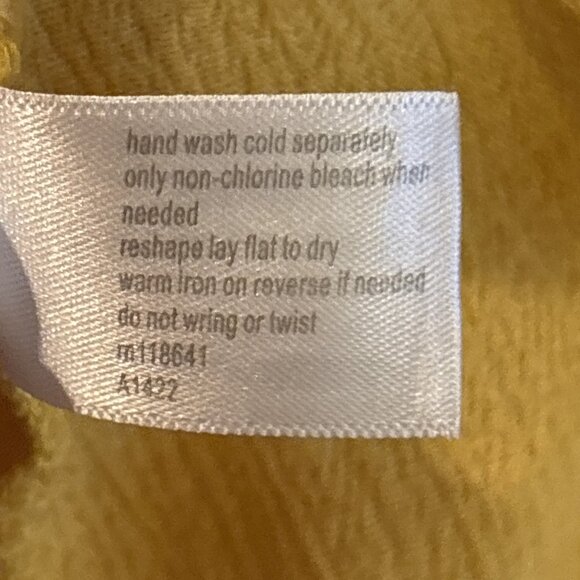 hand wash cold separately
only non-chlorine bleach when
needed
reshape lay flat to dry
warm iron on reverse if needed
do not wring or twist
m118641
A1422